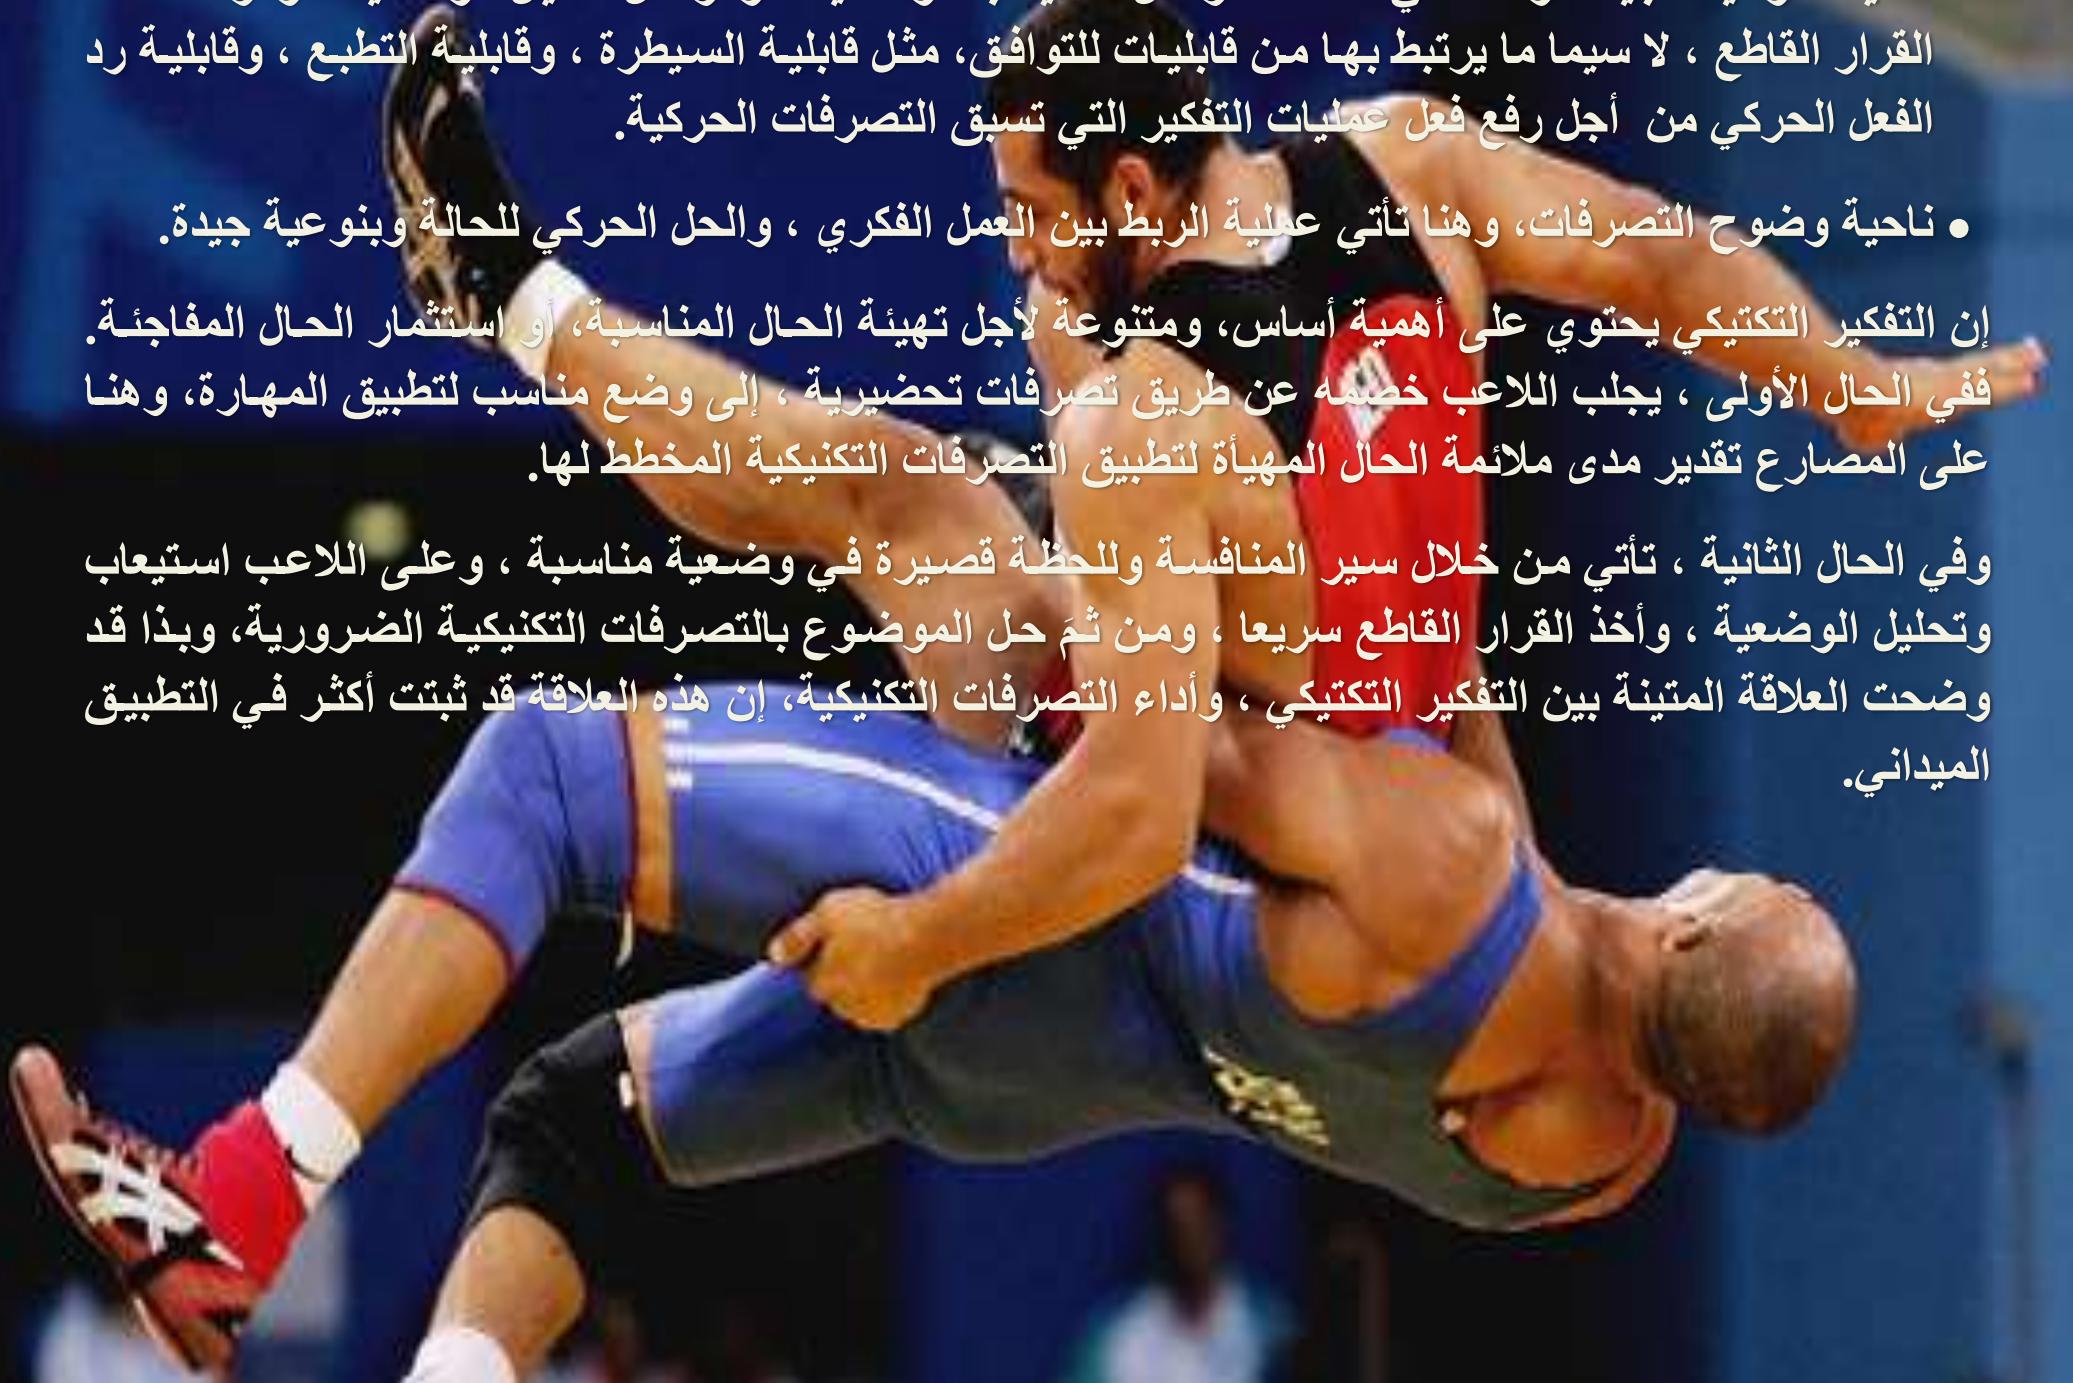 القرار القاطع ، لا سيما ما يرتبط بها من قابليات للتوافق، مثل قابلية السيطرة ، وقابلية التطبع ، وقابلية رد
الفعل الحركي من أجل رفع فعل عمليات التفكير التي تسبق التصرفات الحركية.
• ناحية وضوح التصرفات، وهنا تأتي عملية الربط بين العمل الفكري ، والحل الحركي للحالة وبنوعية جيدة.
إن التفكير التكتيكي يحتوي على أهمية أساس، ومتنوعة لأجل تهيئة الحال المناسبة، أو استثمار الحال المفاجئة.
ففي الحال الأولى ، يجلب اللاعب خصمه عن طريق تصرفات تحضيرية ، إلى وضع مناسب لتطبيق المهارة، وهنا
على المصارع تقدير مدى ملائمة الحال المهيأة لتطبيق التصرفات التكنيكية المخطط لها.
وفي الحال الثانية ، تأتي من خلال سير المنافسة وللحظة قصيرة في وضعية مناسبة ، وعلى اللاعب استيعاب
وتحليل الوضعية ، وأخذ القرار القاطع سريعا ، ومن ثمَ حل الموضوع بالتصرفات التكنيكية الضرورية، وبذا قد
وضحت العلاقة المتينة بين التفكير التكتيكي ، وأداء التصرفات التكنيكية، إن هذه العلاقة قد ثبتت أكثر في التطبيق
الميداني.